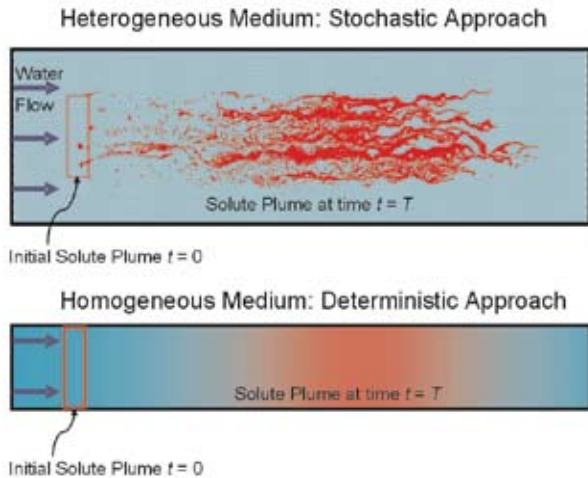 Heterogeneous Medium: Stochastic Approach
Water
Flow
Solute Plume at time t = T
Initial Solute Plume t = 0
Homogeneous Medium: Deterministic Approach
Solute Plume at time t = T
Initial Solute Plume t = 0